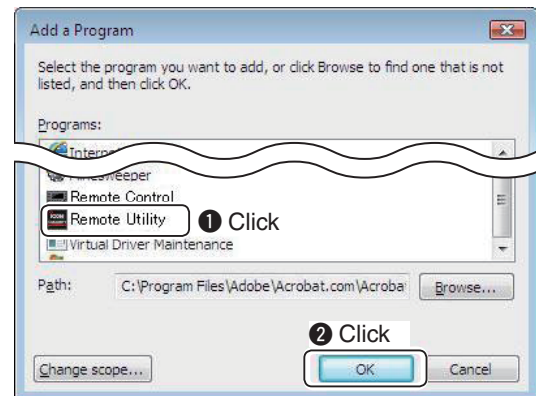 Add a Program
Select the program you want to add, or click Browse to find one that is not
listed, and then click OK.
Programs:
Remote Control
Remote Utility
❶ Click
Virtual Driver Maintenance
Path:
C:\Program Files\Adobe\Acrobat.com\Acroba
Browse...
❷ Click
Change scope...
OK
Cancel